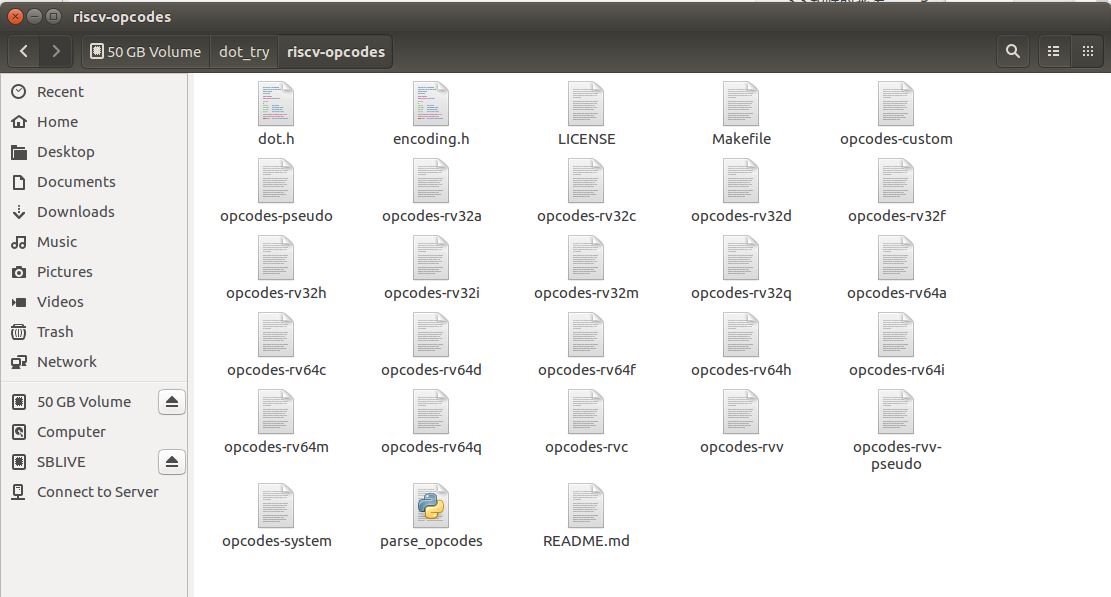 riscv-opcodes
50 GB Volume dot_try riscv-opcodes
Recent
Home
Desktop
Documents
Downloads
Music
Pictures
Videos
Trash
Network
50 GB Volume
Computer
SBLIVE
Connect to Server
dot.h encoding.h LICENSE Makefile opcodes-custom
opcodes-pseudo opcodes-rv32a opcodes-rv32c opcodes-rv32d opcodes-rv32f
opcodes-rv32h opcodes-rv32i opcodes-rv32m opcodes-rv32q opcodes-rv64a
opcodes-rv64c opcodes-rv64d opcodes-rv64f opcodes-rv64h opcodes-rv64i
opcodes-rv64m opcodes-rv64q opcodes-rvc opcodes-rvv opcodes-rvv-
pseudo
opcodes-system parse_opcodes README.md